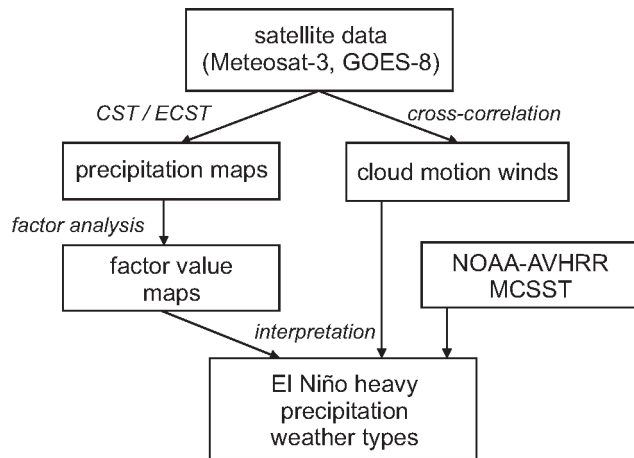 satellite data
(Meteosat-3, GOES-8)
CST / ECST
cross-correlation
precipitation maps
cloud motion winds
factor analysis
factor value
maps
NOAA-AVHRR
MCSST
interpretation
El Niño heavy
precipitation
weather types